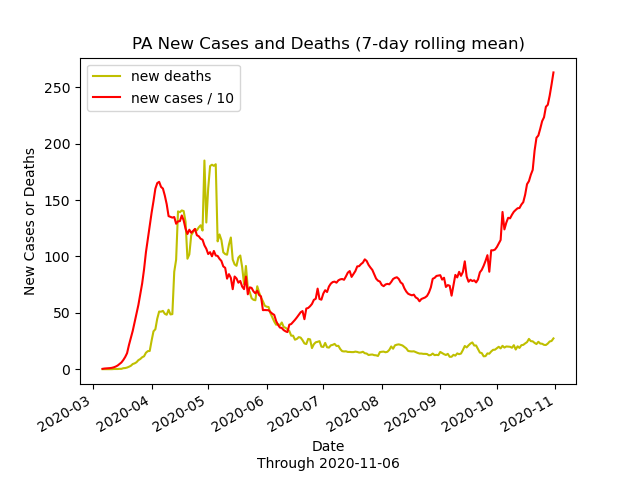 PA New Cases and Deaths (7-day rolling mean)
new deaths
new cases / 10
250
200
150
100
50
0
New Cases or Deaths
2020-03
2020-04
2020-05
2020-06
2020-07
2020-08
2020-09
2020-10
2020-11
Date
Through 2020-11-06